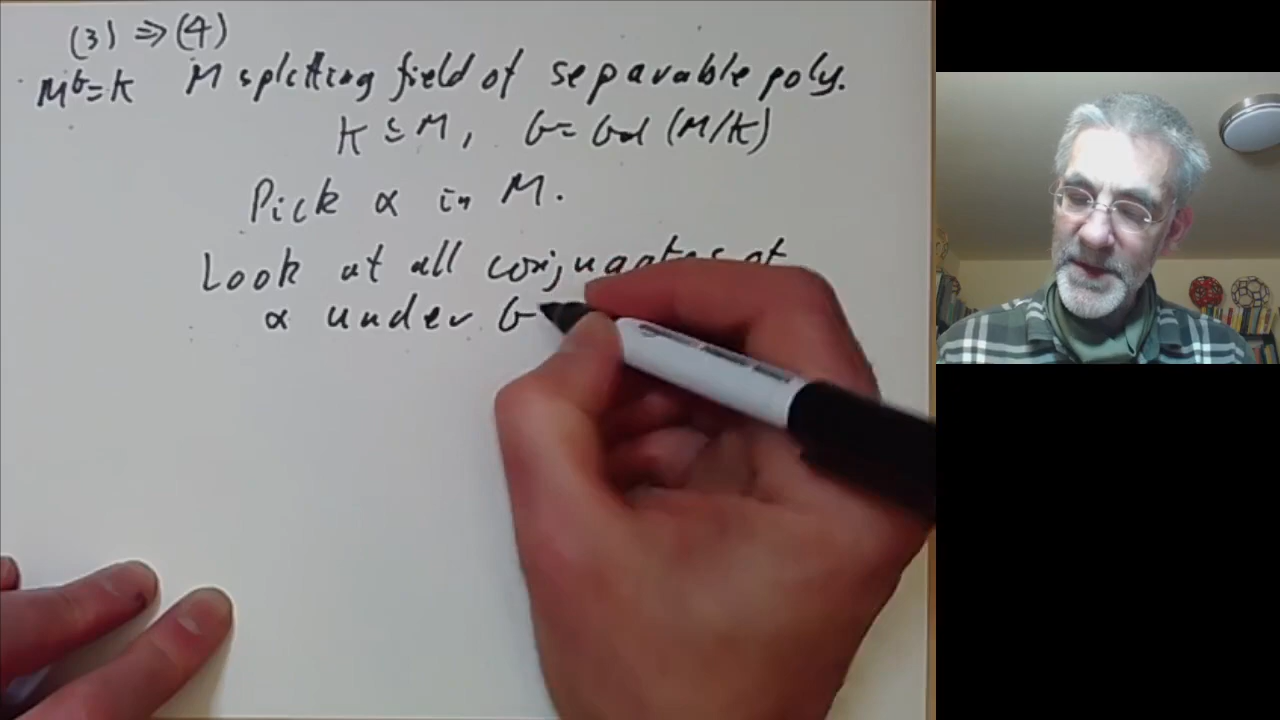 (3) ⇒ (4)
M^G = K M splitting field of separable poly.
K ⊆ M, G = Gal (M/K)
Pick α in M.
Look at all conjugates of
α under G